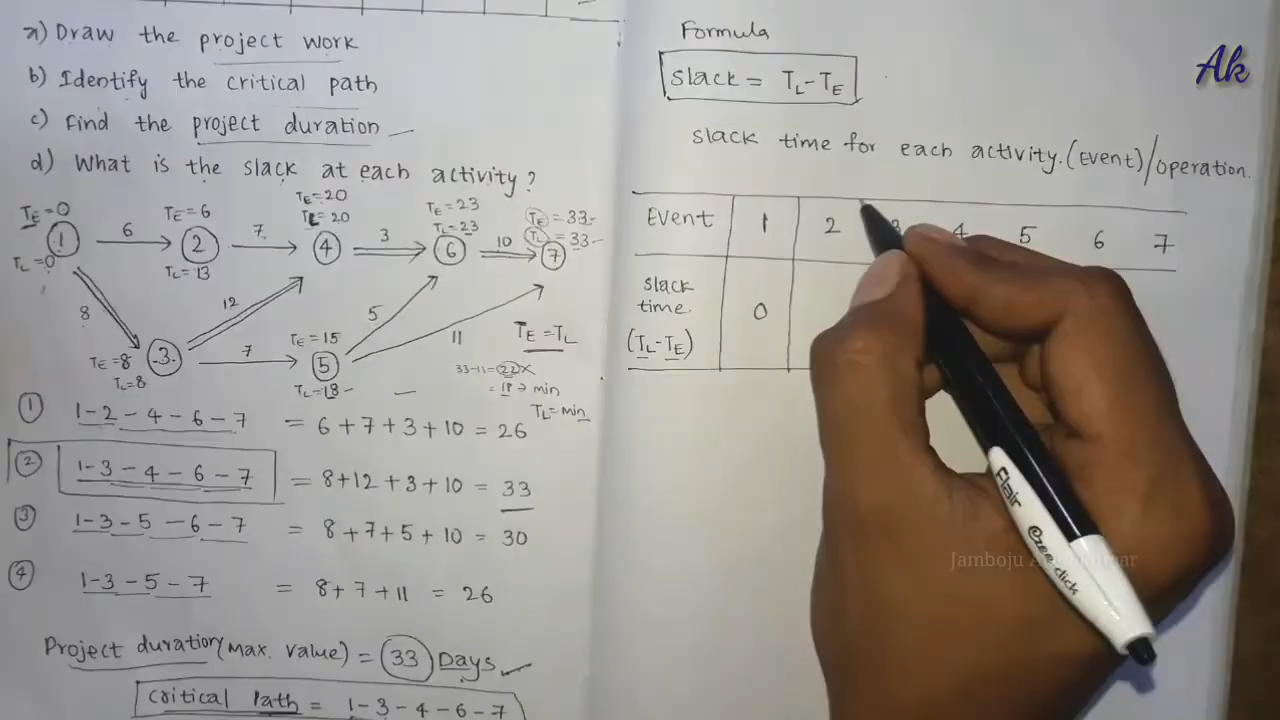 a) Draw the project work
b) Identify the critical path
c) Find the project duration
d) What is the slack at each activity?
TE=0
1
TL=0
6
TE=6
2
TL=13
7
TE=20
TL=20
4
3
TE=23
TL=23
6
10
TE=33
TL=33
7
8
12
5
11
TE=8
3
TL=8
7
TE=15
5
TL=18
TE=TL
33-11=22X
=18→min
TL=min
① 1-2-4-6-7 = 6+7+3+10 = 26
② 1-3-4-6-7 = 8+12+3+10 = 33
③ 1-3-5-6-7 = 8+7+5+10 = 30
④ 1-3-5-7 = 8+7+11 = 26
Project duration (max. value) = 33 Days
critical Path = 1-3-4-6-7
Formula
Slack = TL-TE
Slack time for each activity.(Event)/operation.
Event 1 2 3 4 5 6 7
Slack time (TL-TE) 0
Ak
Flair
Ozee click